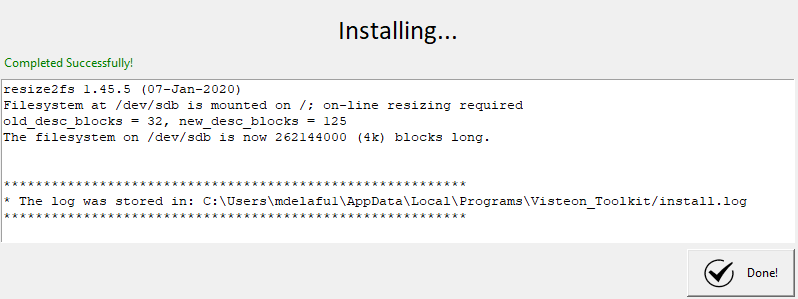 Installing...
Completed Successfully!
resize2fs 1.45.5 (07-Jan-2020)
Filesystem at /dev/sdb is mounted on /; on-line resizing required
old_desc_blocks = 32, new_desc_blocks = 125
The filesystem on /dev/sdb is now 262144000 (4k) blocks long.
**********************************************************
* The log was stored in: C:\Users\mdelafu1\AppData\Local\Programs\Visteon_Toolkit/install.log
**********************************************************
Done!